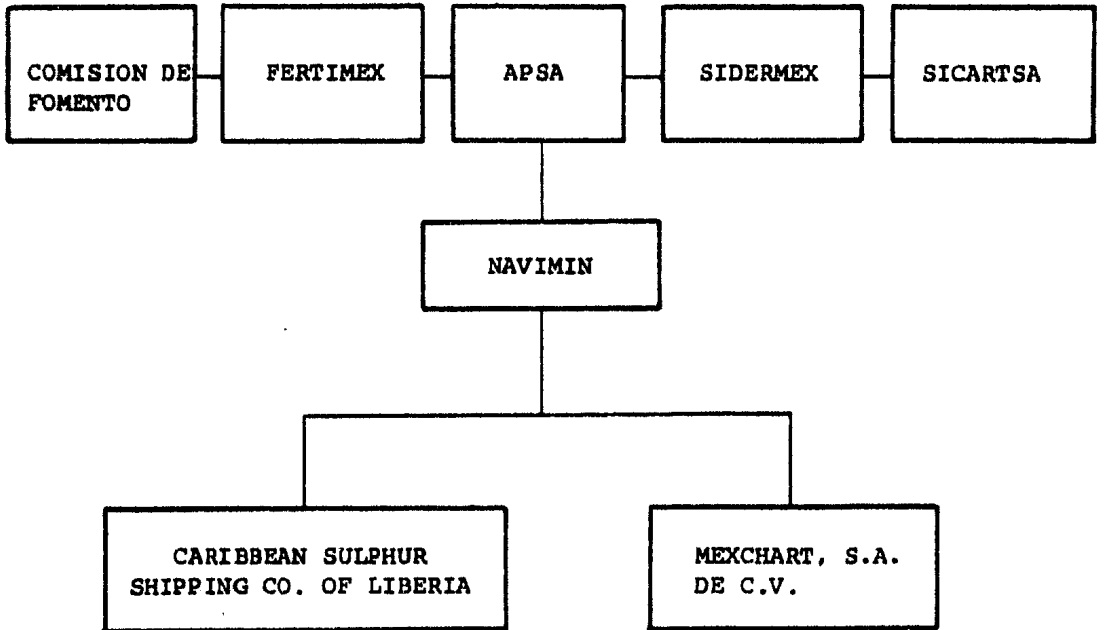 COMISION DE
FOMENTO
FERTIMEX
APSA
SIDERMEX
SICARTSA
NAVIMIN
CARIBBEAN SULPHUR
SHIPPING CO. OF LIBERIA
MEXCHART, S.A.
DE C.V.